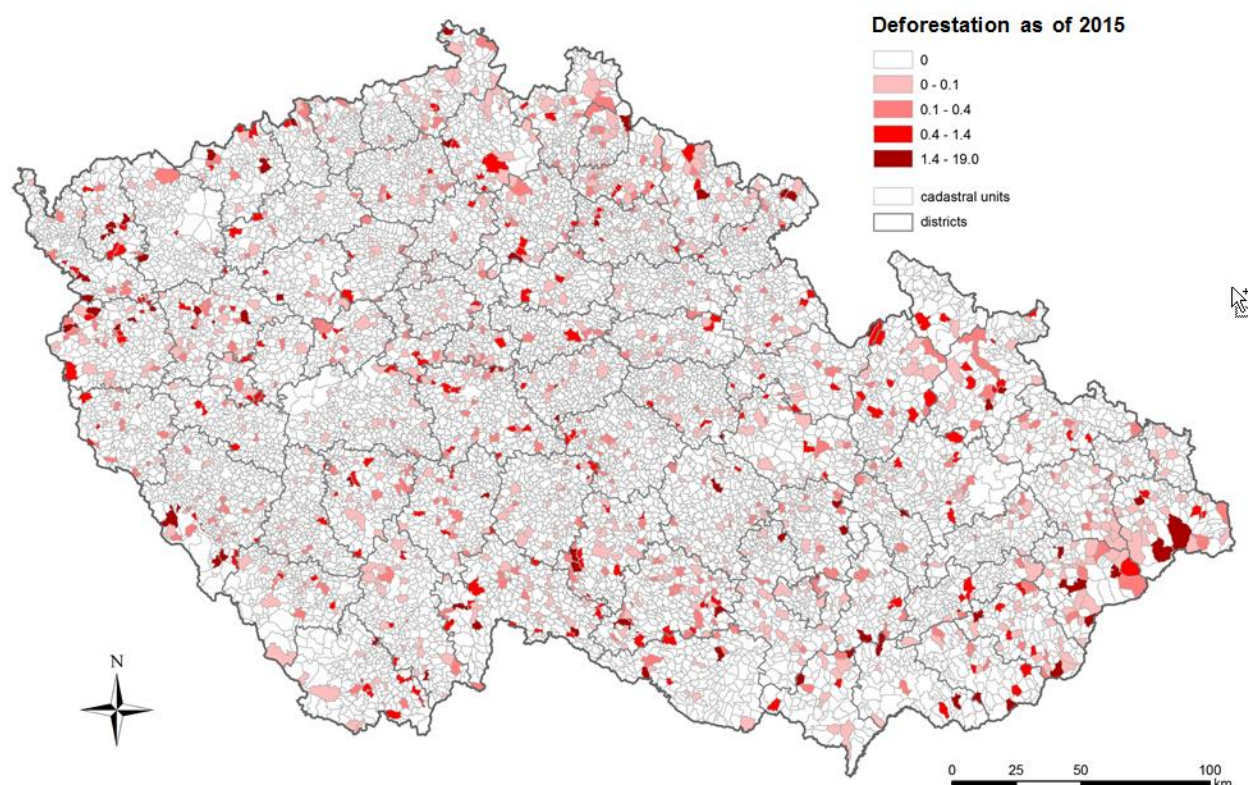 Deforestation as of 2015
0
0 - 0.1
0.1 - 0.4
0.4 - 1.4
1.4 - 19.0
cadastral units
districts
N
0 25 50 100
km